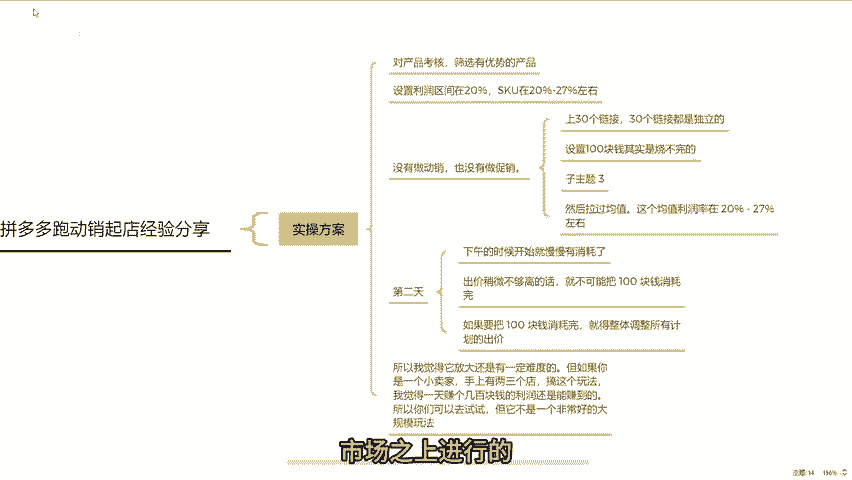 拼多多跑动销起店经验分享
实操方案
对产品考核，筛选有优势的产品
设置利润区间在20%，SKU在20%-27%左右
没有做动销，也没有做促销。
上30个链接，30个链接都是独立的
设置100块钱其实是烧不完的
子主题 3
然后拉过均值。这个均值利润率在 20% - 27%
左右
第二天
下午的时候开始就慢慢有消耗了
出价稍微不够高的话，就不可能把 100 块钱消耗
完
如果要把 100 块钱消耗完，就得整体调整所有计
划的出价
所以我觉得它放大还是有一定难度的。但如果你
是一个小卖家，手上有两三个店，搞这个玩法，
我觉得一天赚个几百块钱的利润还是能赚到的。
所以你们可以去试试，但它不是一个非常好的大
规模玩法
市场之上进行的
主题: 14 156%